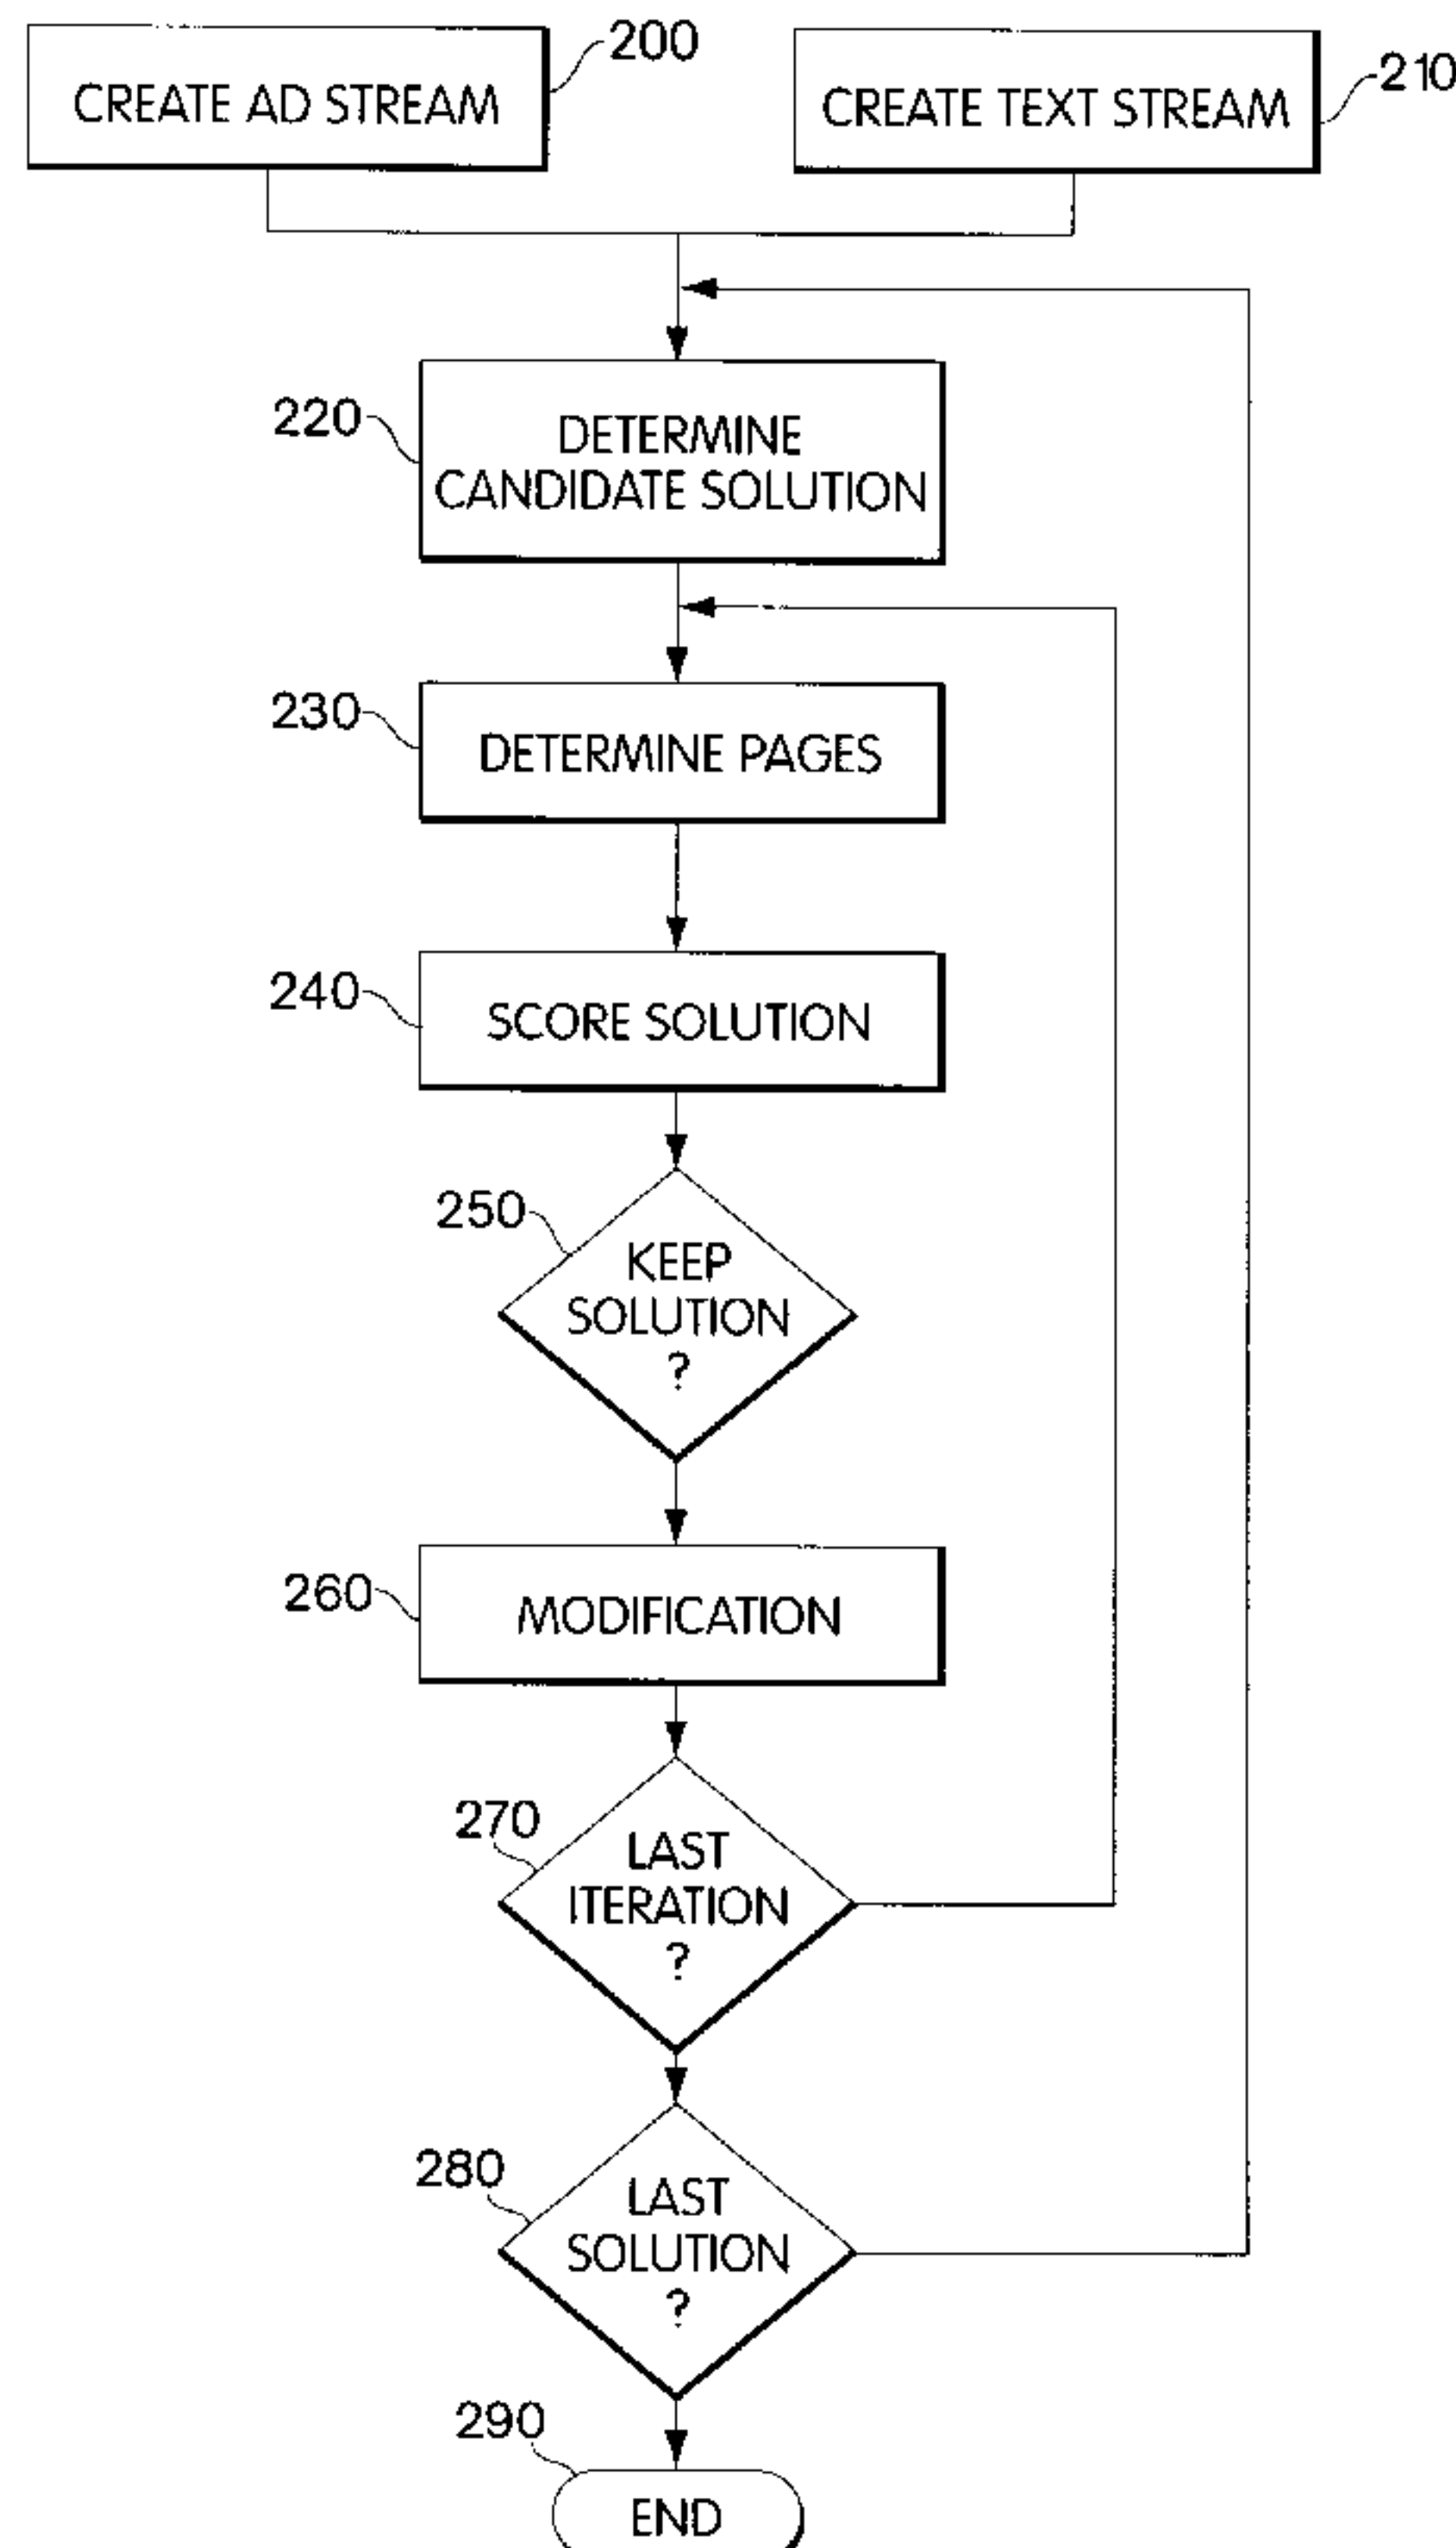 200
CREATE AD STREAM
210
CREATE TEXT STREAM
220
DETERMINE
CANDIDATE SOLUTION
230
DETERMINE PAGES
240
SCORE SOLUTION
250
KEEP
SOLUTION
?
260
MODIFICATION
270
LAST
ITERATION
?
280
LAST
SOLUTION
?
290
END